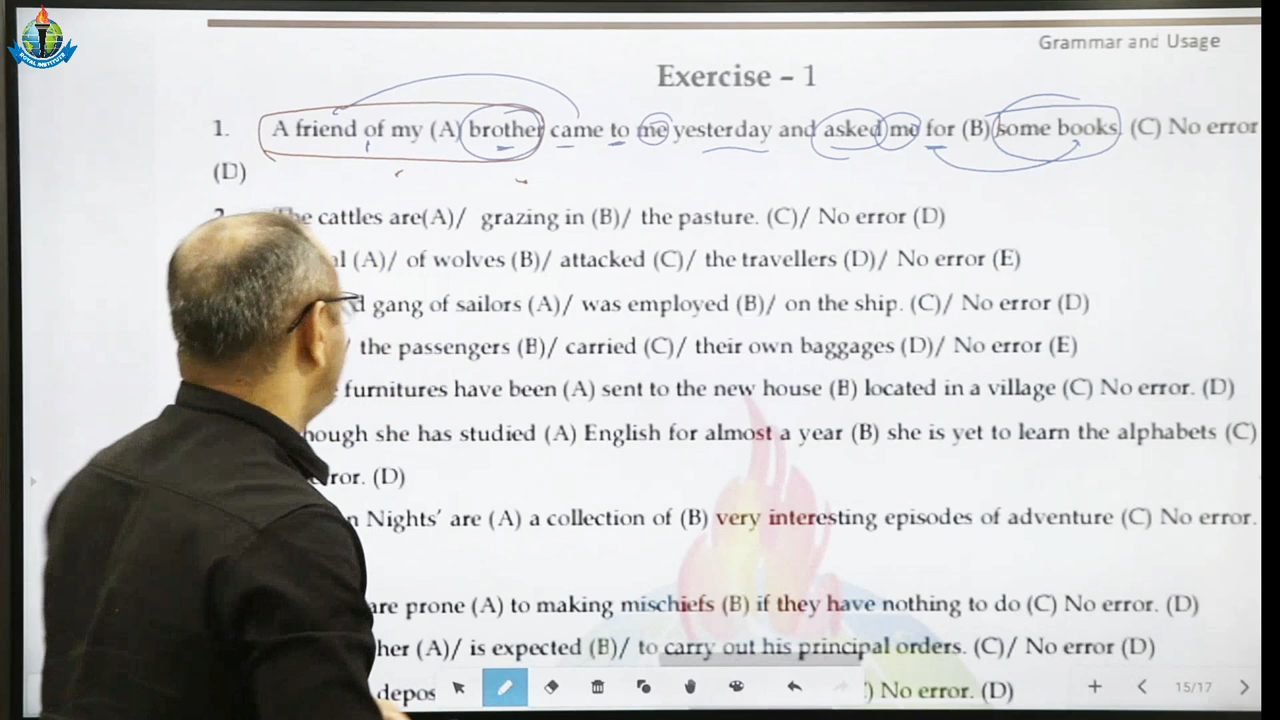 ROYAL INSTITUTE
Grammar and Usage
Exercise – 1
1. A friend of my (A) brother came to me yesterday and asked me for (B) some books. (C) No error
(D)
cattles are(A)/ grazing in (B)/ the pasture. (C)/ No error (D)
(A)/ of wolves (B)/ attacked (C)/ the travellers (D)/ No error (E)
gang of sailors (A)/ was employed (B)/ on the ship. (C)/ No error (D)
/ the passengers (B)/ carried (C)/ their own baggages (D)/ No error (E)
furnitures have been (A) sent to the new house (B) located in a village (C) No error. (D)
hough she has studied (A) English for almost a year (B) she is yet to learn the alphabets (C)
ror. (D)
n Nights’ are (A) a collection of (B) very interesting episodes of adventure (C) No error.
are prone (A) to making mischiefs (B) if they have nothing to do (C) No error. (D)
her (A)/ is expected (B)/ to carry out his principal orders. (C)/ No error (D)
depos ) No error. (D)
15/17